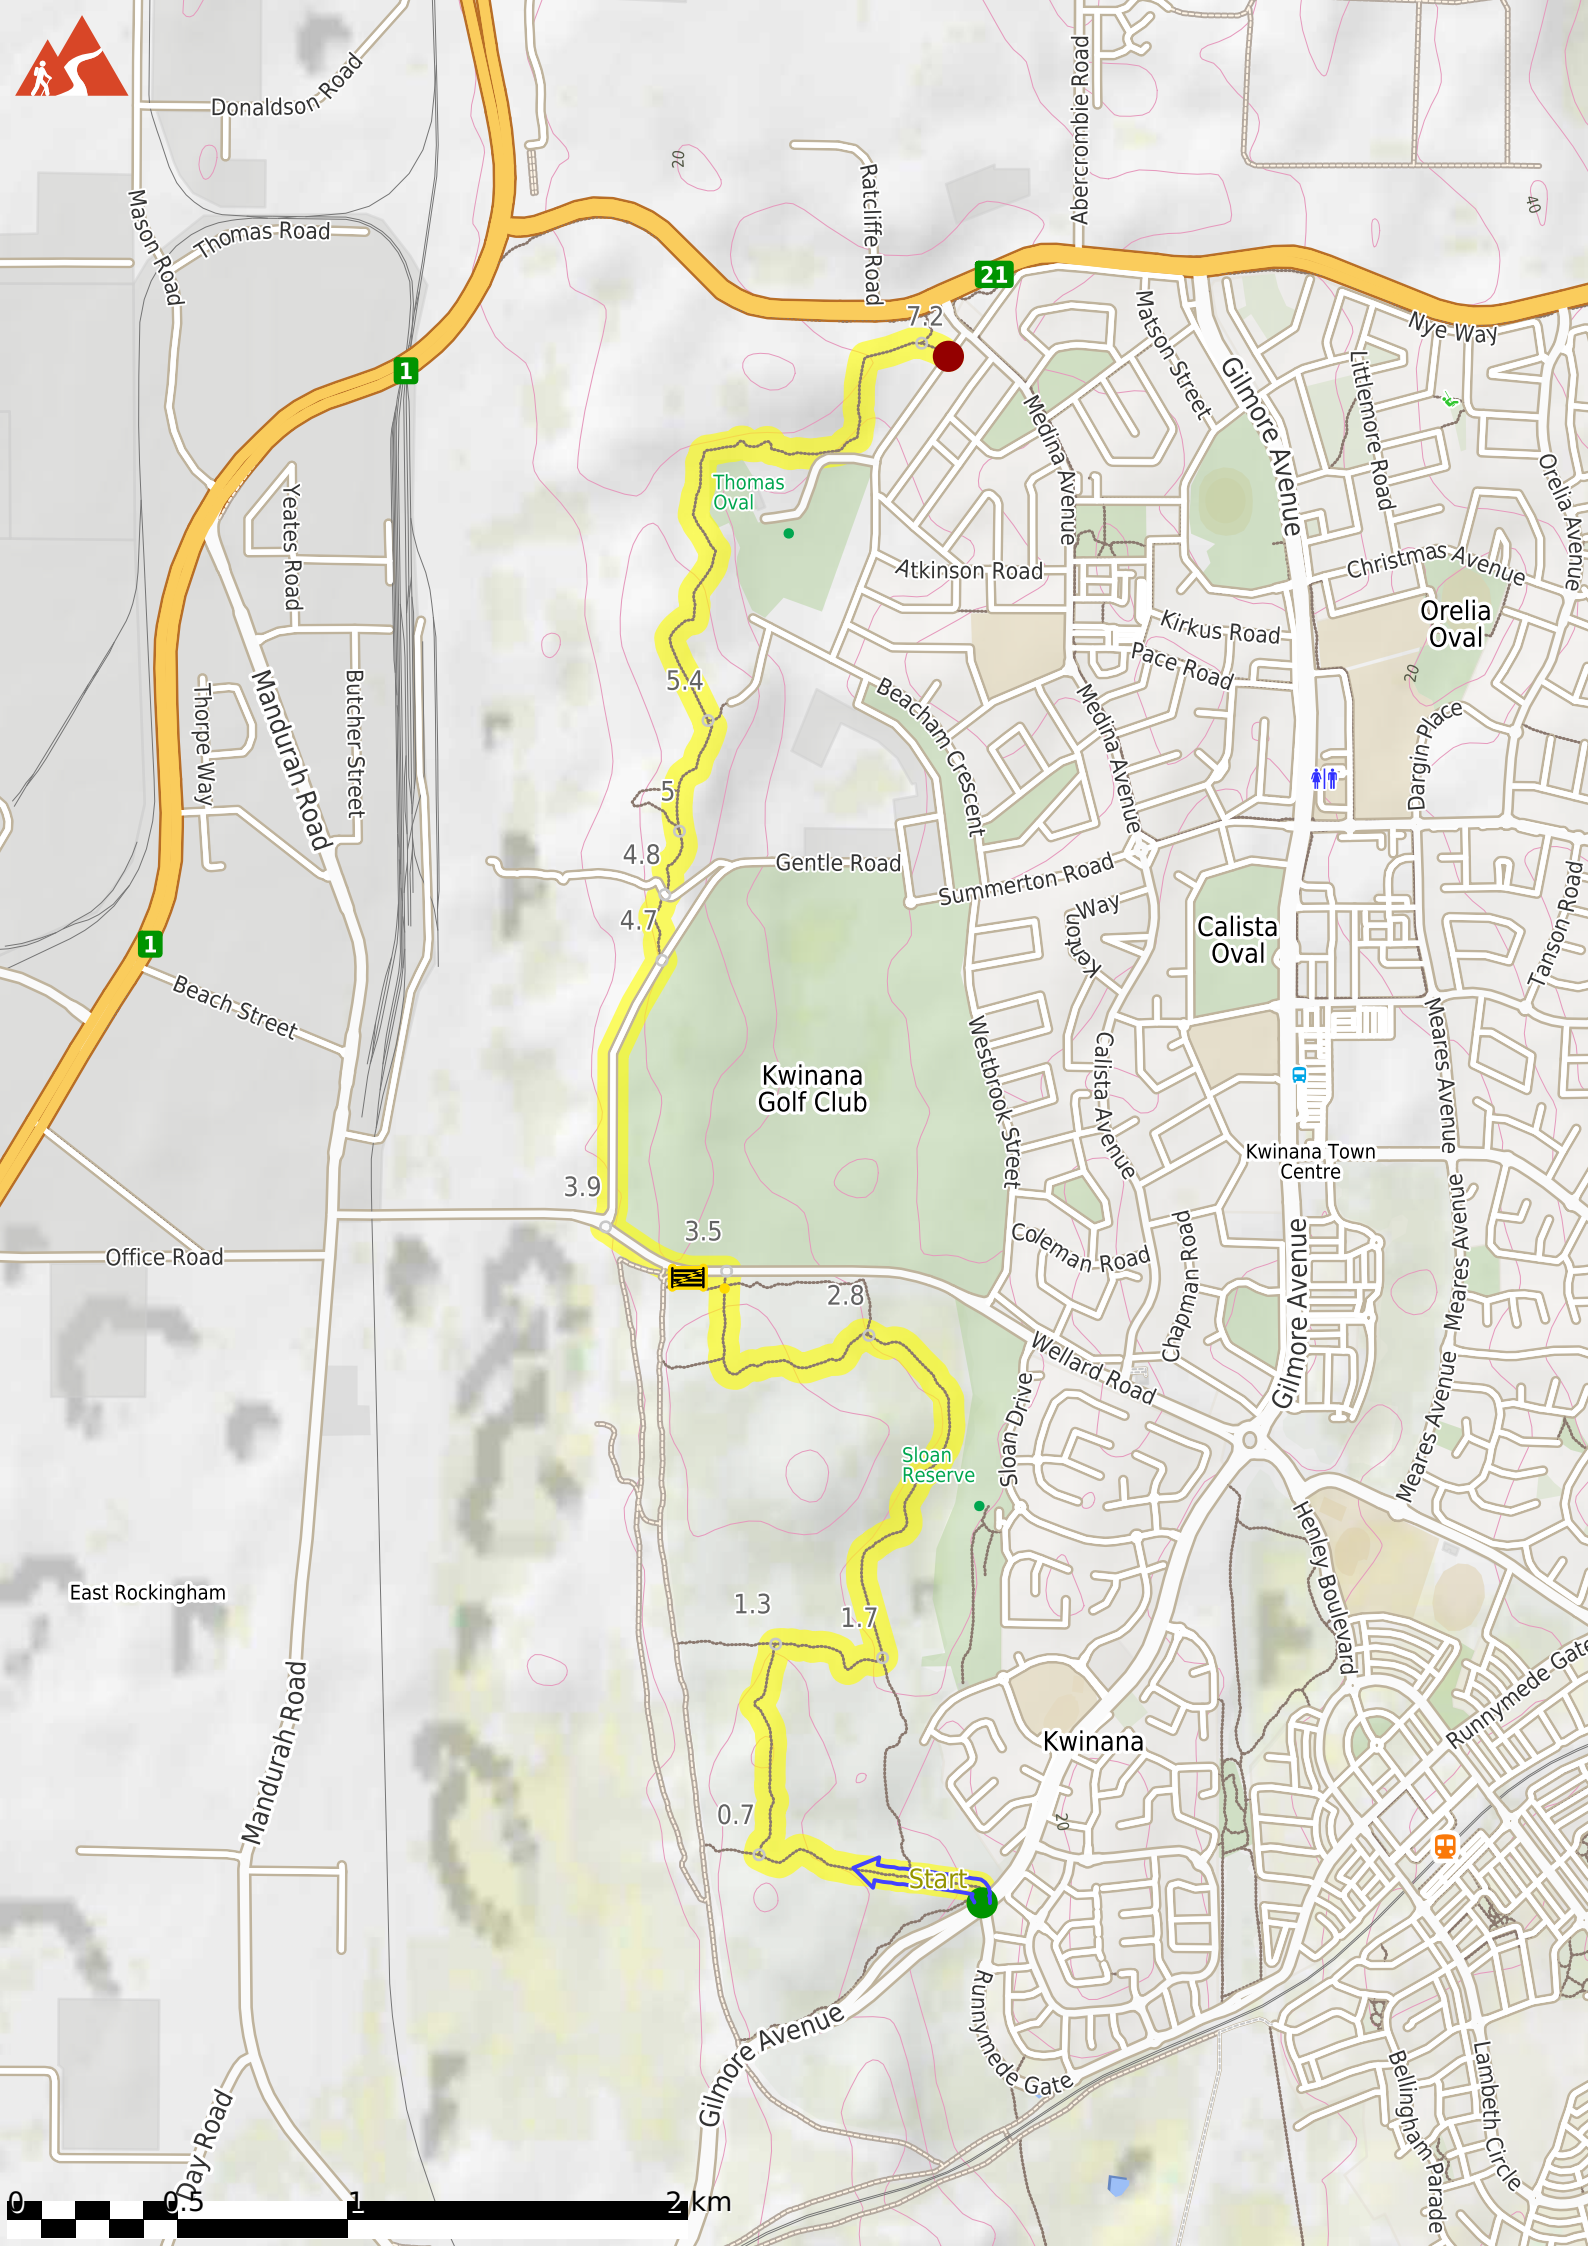 Donaldson Road
Abercrombie Road
20
Ratcliffe Road
40
Mason Road
Thomas Road
21
7.2
Matson Street
Nye Way
1
Gilmore Avenue
Littlemore Road
Medina Avenue
Orelia Avenue
Thomas
Oval
Yeates Road
Atkinson Road
Christmas Avenue
Orelia
Oval
Kirkus Road
Pace Road
20
5.4
Mandurah Road
Butcher Street
Thorpe Way
Beacham Crescent
Medina Avenue
Dargin Place
5
4.8
Gentle Road
Summerton Road
Tanson Road
4.7
Kenton Way
Calista
Oval
1
Beach Street
Westbrook Street
Meares Avenue
Calista Avenue
Kwinana
Golf Club
Kwinana Town
Centre
3.9
Meares Avenue
3.5
Coleman Road
Chapman Road
Office Road
Gilmore Avenue
Meares Avenue
2.8
Wellard Road
Sloan Drive
Meares Avenue
Sloan
Reserve
Henley Boulevard
East Rockingham
1.3
1.7
Runnymede Gate
Mandurah Road
Kwinana
0.7
20
Start
Runnymede Gate
Gilmore Avenue
Lambeth Circle
Bellingham Parade
Day Road
0 0.5 1 2 km